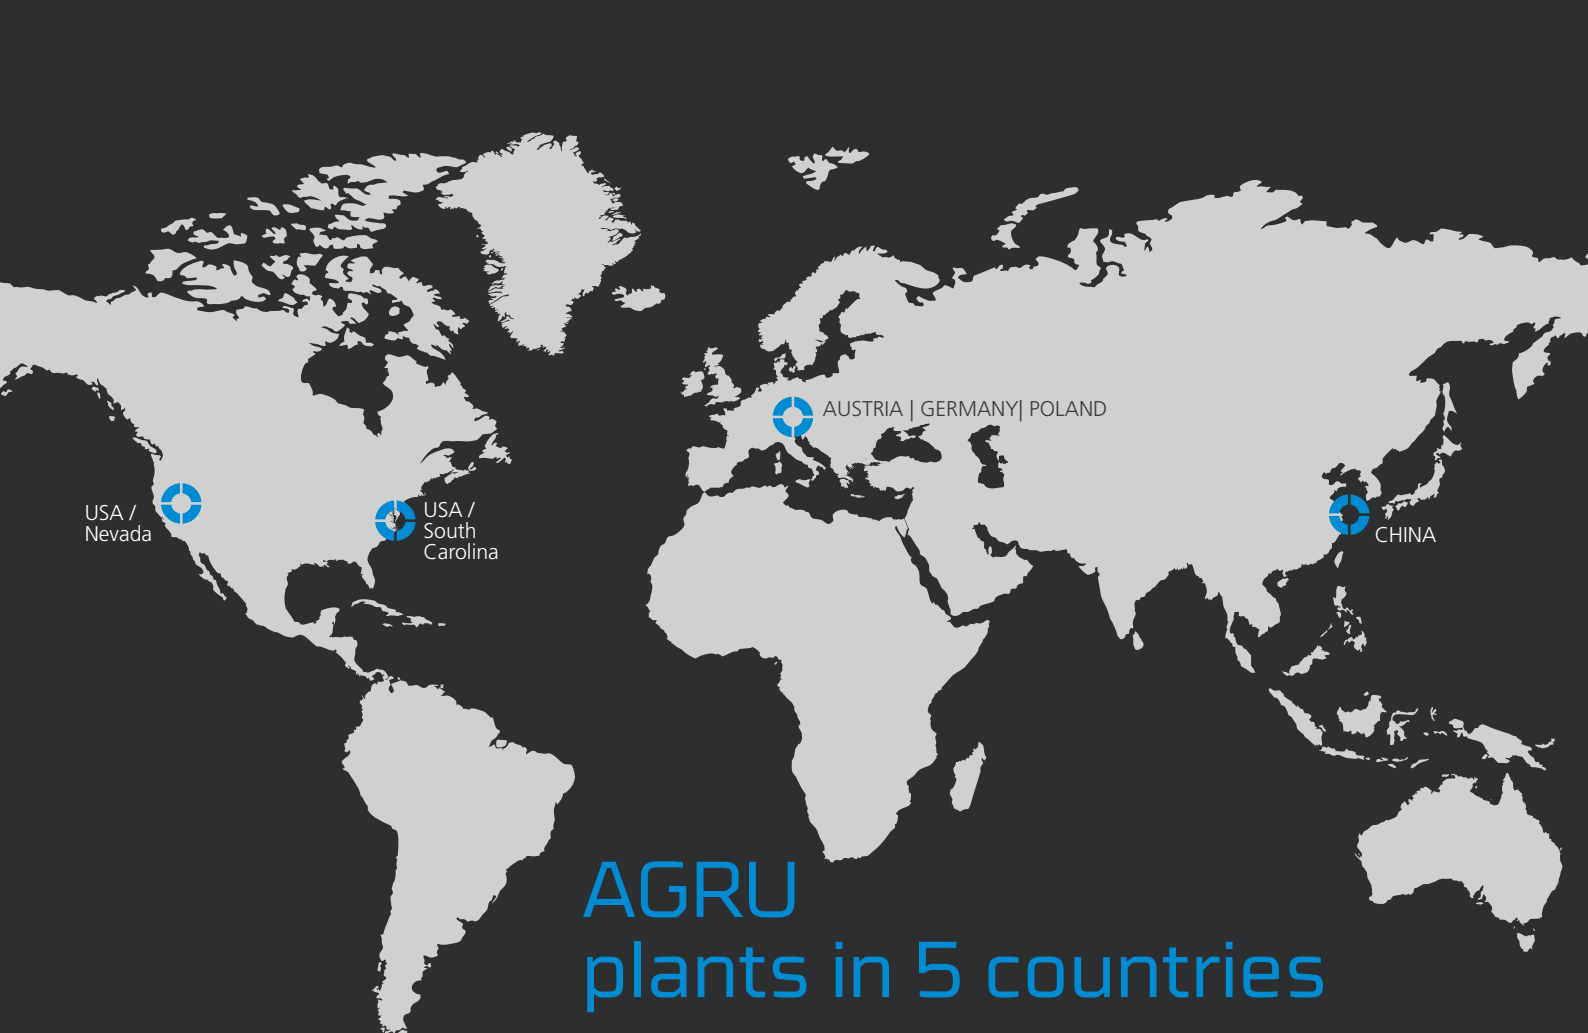 AUSTRIA | GERMANY| POLAND
USA /
Nevada
USA /
South
Carolina
CHINA
AGRU
plants in 5 countries